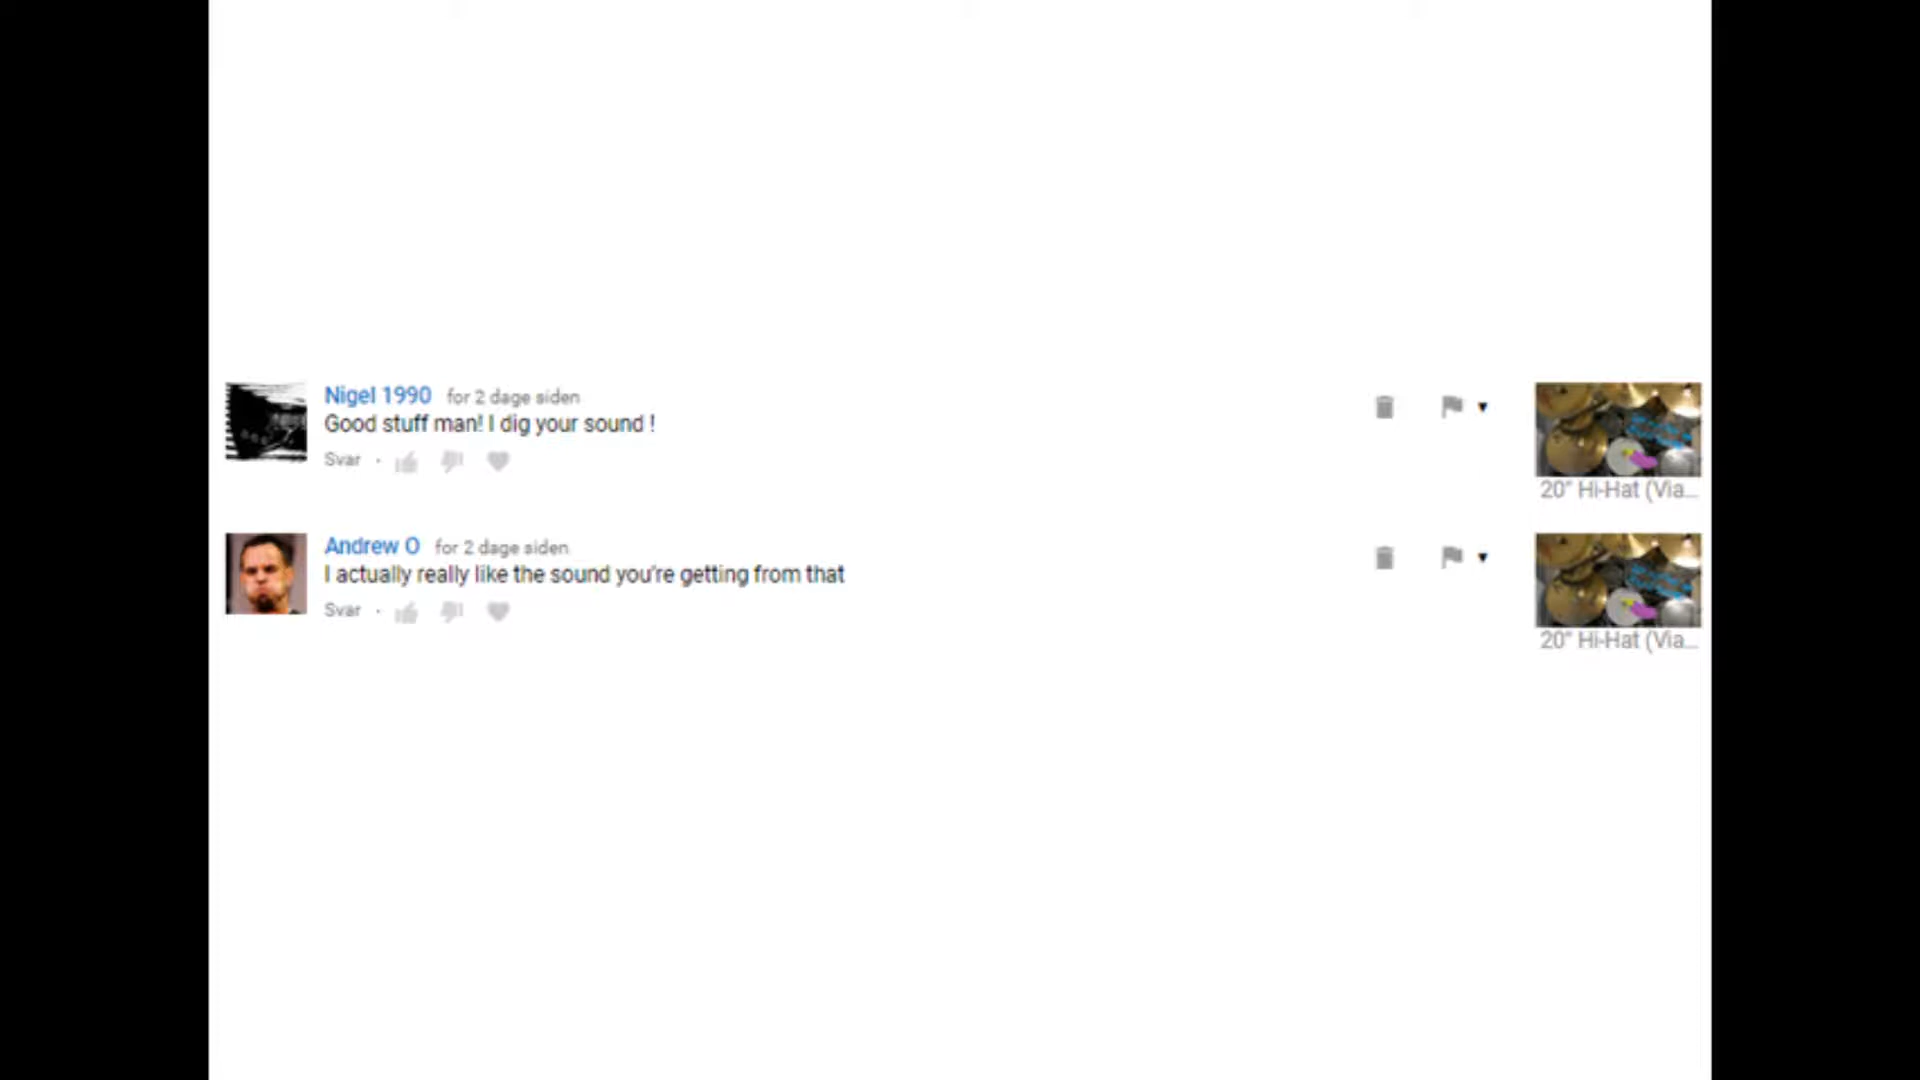 Nigel 1990 for 2 dage siden
Good stuff man! I dig your sound !
Svar ·
20" Hi-Hat (Via...
Andrew O for 2 dage siden
I actually really like the sound you're getting from that
Svar ·
20" Hi-Hat (Via...